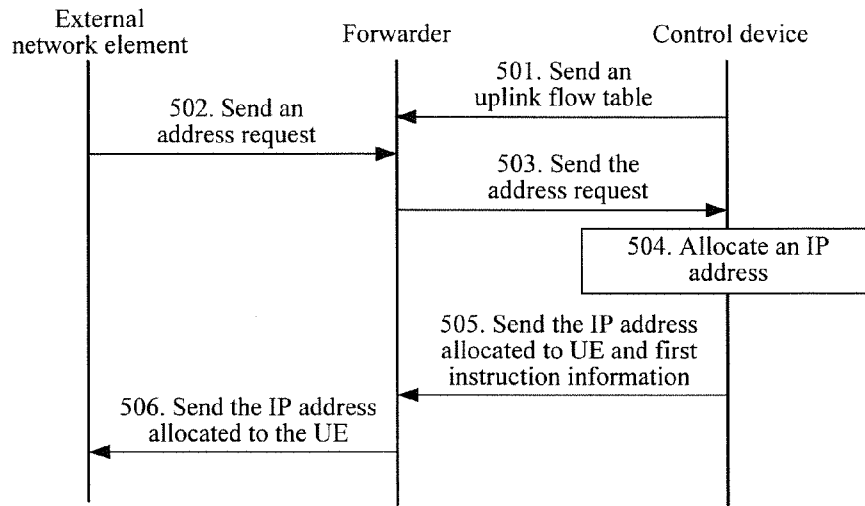 External
network element
Forwarder
Control device
501. Send an
uplink flow table
502. Send an
address request
503. Send the
address request
504. Allocate an IP
address
505. Send the IP address
allocated to UE and first
instruction information
506. Send the IP address
allocated to the UE